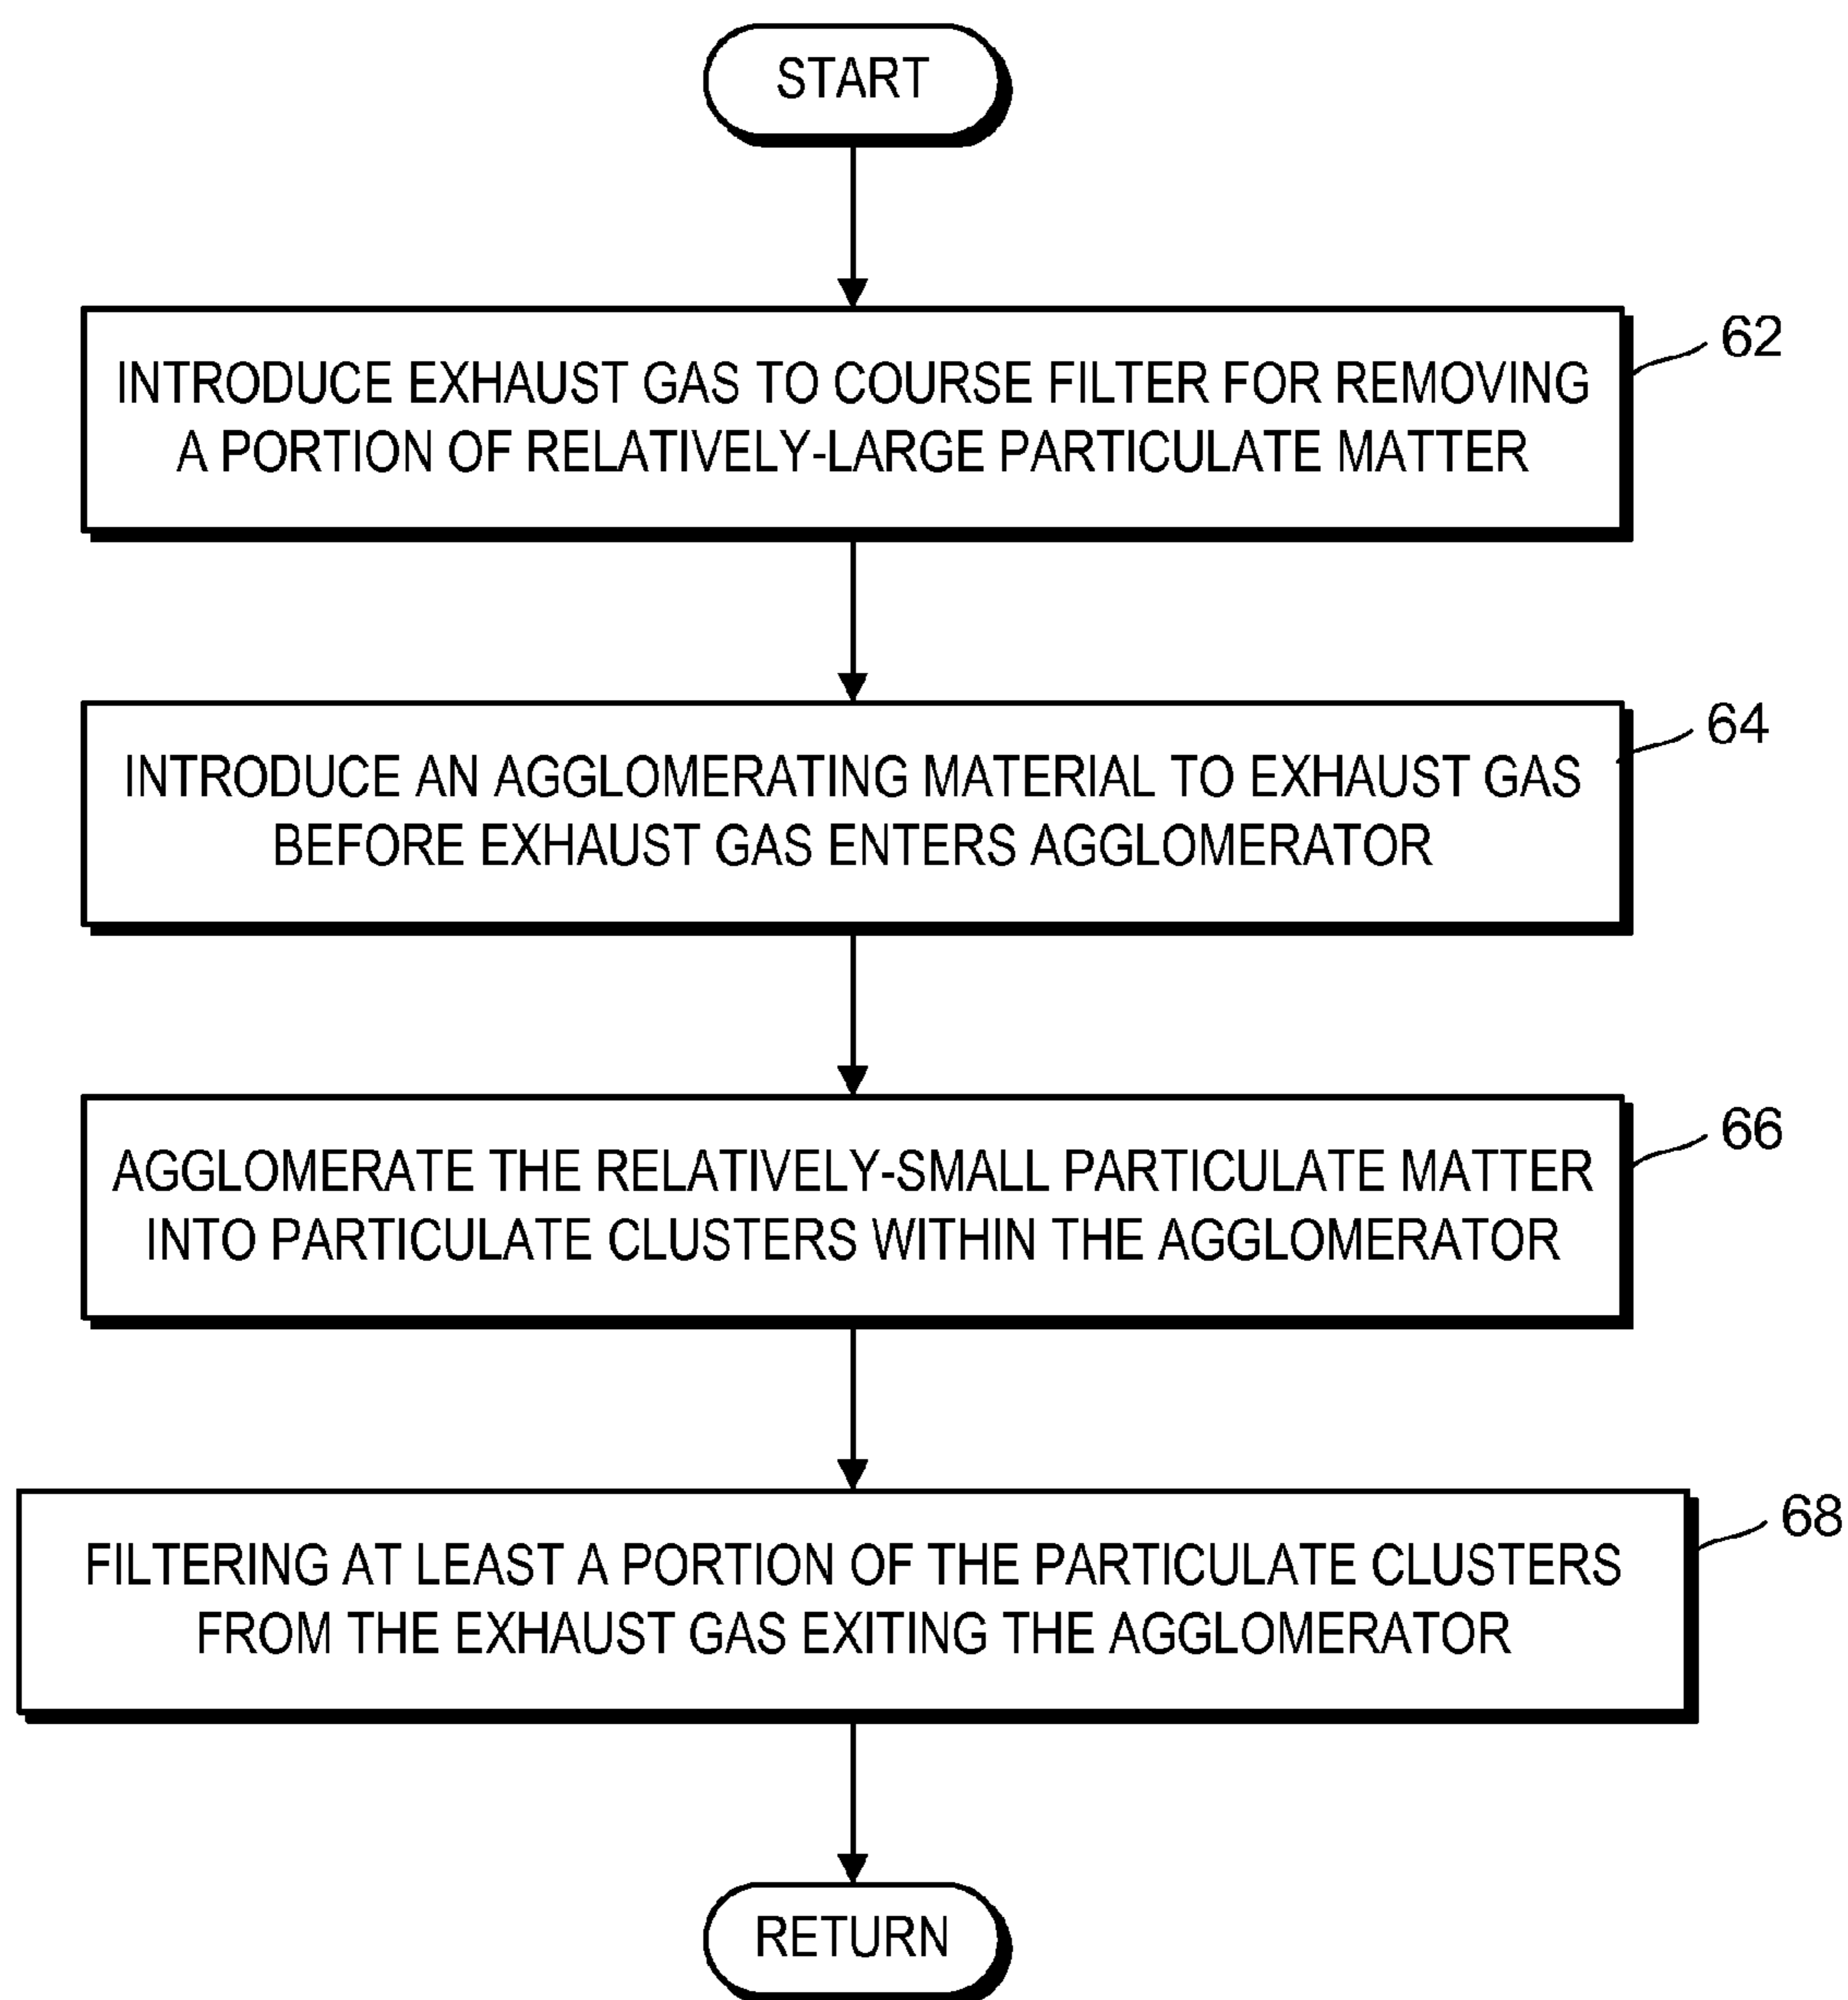 START
62
INTRODUCE EXHAUST GAS TO COURSE FILTER FOR REMOVING
A PORTION OF RELATIVELY-LARGE PARTICULATE MATTER
64
INTRODUCE AN AGGLOMERATING MATERIAL TO EXHAUST GAS
BEFORE EXHAUST GAS ENTERS AGGLOMERATOR
66
AGGLOMERATE THE RELATIVELY-SMALL PARTICULATE MATTER
INTO PARTICULATE CLUSTERS WITHIN THE AGGLOMERATOR
68
FILTERING AT LEAST A PORTION OF THE PARTICULATE CLUSTERS
FROM THE EXHAUST GAS EXITING THE AGGLOMERATOR
RETURN